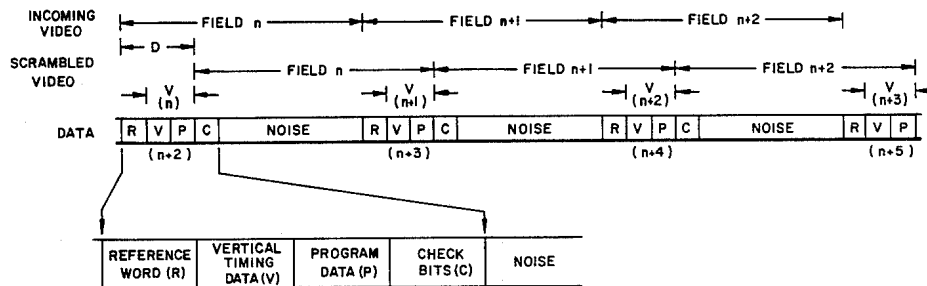 INCOMING VIDEO FIELD n FIELD n+1 FIELD n+2
D
SCRAMBLED VIDEO FIELD n FIELD n+1 FIELD n+2
V (n) V (n+1) V (n+2) V (n+3)
DATA R V P C NOISE R V P C NOISE R V P C NOISE R V P
(n+2) (n+3) (n+4) (n+5)
REFERENCE WORD (R) VERTICAL TIMING DATA (V) PROGRAM DATA (P) CHECK BITS (C) NOISE